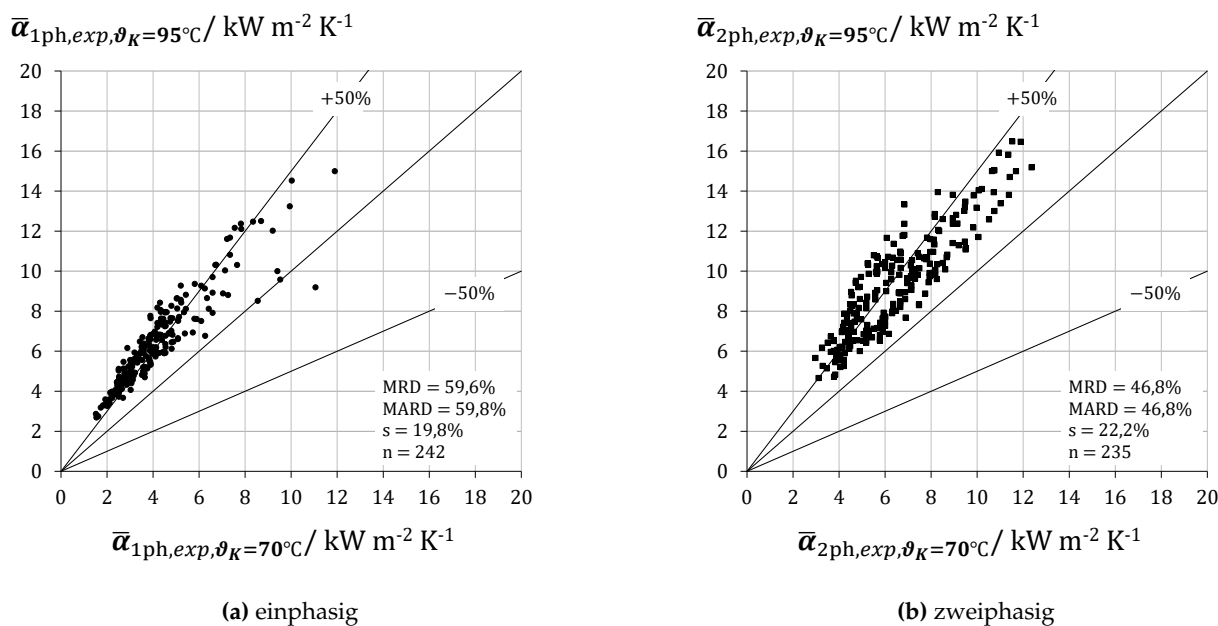 α̅1ph,exp,ϑK=95°C/ kW m-2 K-1
20
18
16
14
12
10
8
6
4
2
0
+50%
−50%
MRD = 59,6%
MARD = 59,8%
s = 19,8%
n = 242
0 2 4 6 8 10 12 14 16 18 20
α̅1ph,exp,ϑK=70°C/ kW m-2 K-1
(a) einphasig
α̅2ph,exp,ϑK=95°C/ kW m-2 K-1
20
18
16
14
12
10
8
6
4
2
0
+50%
−50%
MRD = 46,8%
MARD = 46,8%
s = 22,2%
n = 235
0 2 4 6 8 10 12 14 16 18 20
α̅2ph,exp,ϑK=70°C/ kW m-2 K-1
(b) zweiphasig